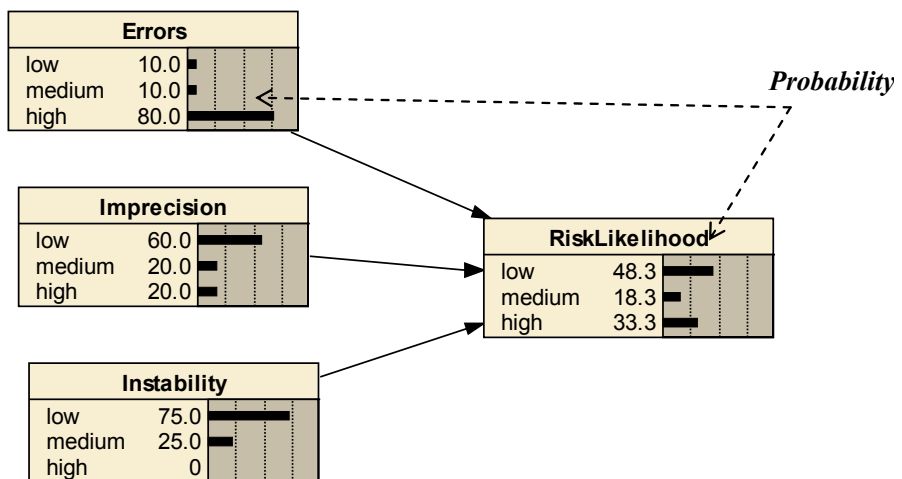 Errors
low 10.0
medium 10.0
high 80.0
Probability
Imprecision
low 60.0
medium 20.0
high 20.0
RiskLikelihood
low 48.3
medium 18.3
high 33.3
Instability
low 75.0
medium 25.0
high 0